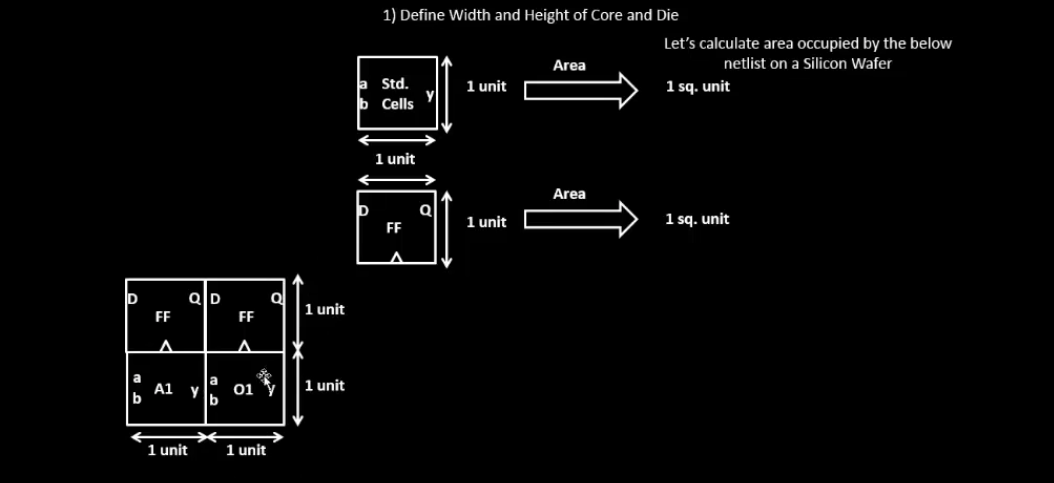 1) Define Width and Height of Core and Die
Let's calculate area occupied by the below
netlist on a Silicon Wafer
a Std.
b Cells y
1 unit
Area
1 sq. unit
1 unit
D Q
FF
1 unit
Area
1 sq. unit
D Q D Q
FF FF
1 unit
a A1 y a O1 y
b b
1 unit
1 unit 1 unit